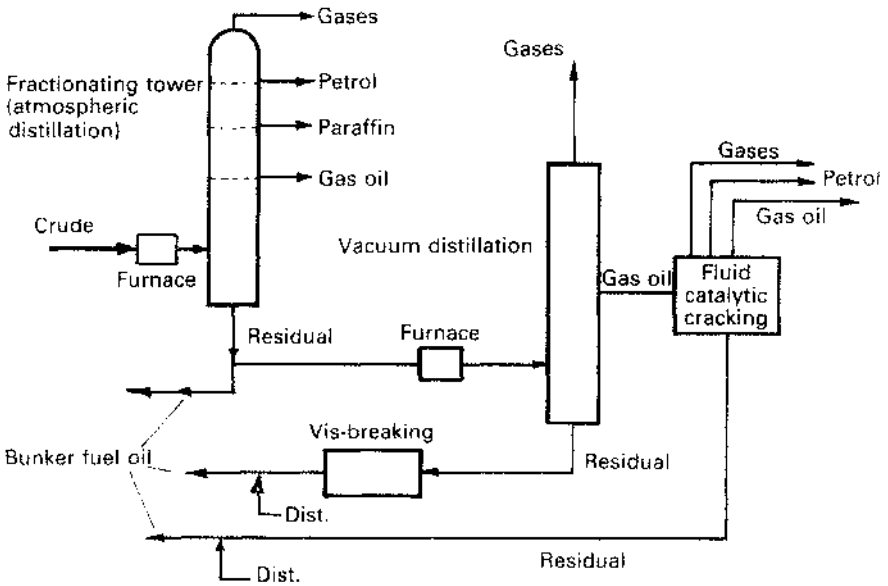 Gases
Fractionating tower
(atmospheric
distillation)
Petrol
Paraffin
Gas oil
Crude
Furnace
Residual
Gases
Vacuum distillation
Furnace
Gas oil
Gases
Petrol
Gas oil
Fluid
catalytic
cracking
Vis-breaking
Residual
Bunker fuel oil
Dist.
Residual
Dist.